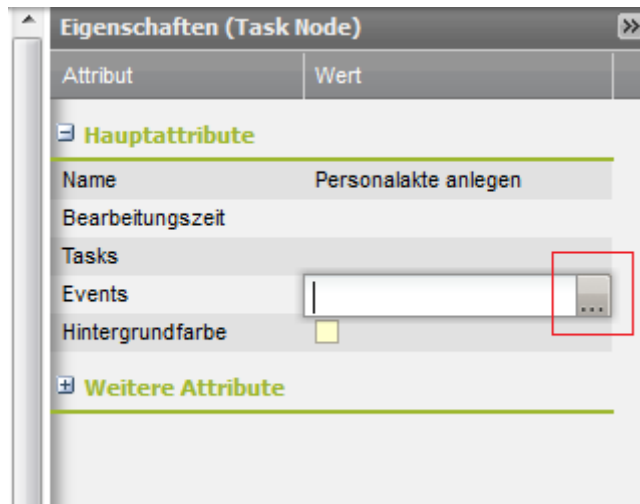 Eigenschaften (Task Node)
Attribut Wert
Hauptattribute
Name Personalakte anlegen
Bearbeitungszeit
Tasks
Events ...
Hintergrundfarbe
Weitere Attribute